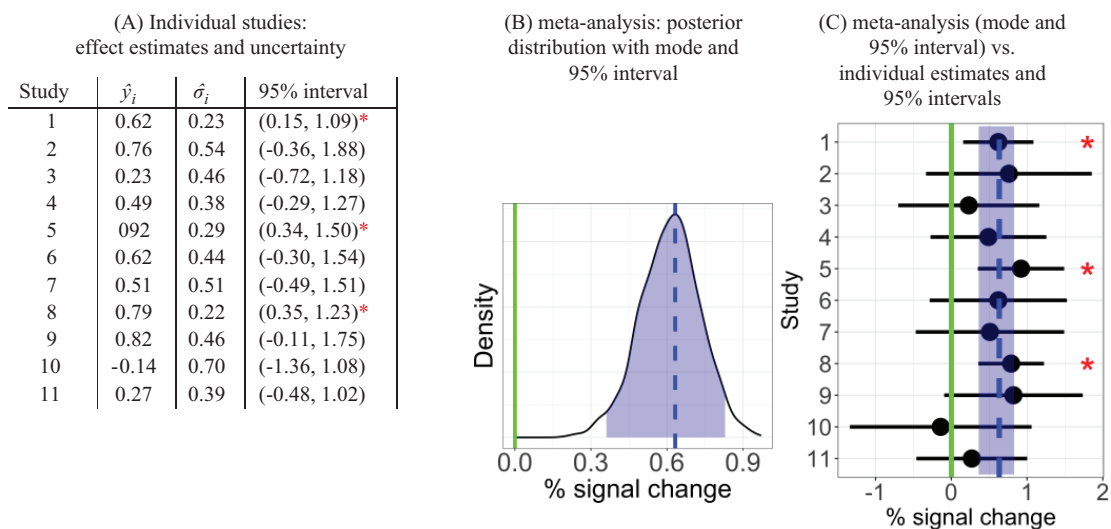 (A) Individual studies:
effect estimates and uncertainty
Study ŷi σ̂i 95% interval
1 0.62 0.23 (0.15, 1.09)*
2 0.76 0.54 (-0.36, 1.88)
3 0.23 0.46 (-0.72, 1.18)
4 0.49 0.38 (-0.29, 1.27)
5 092 0.29 (0.34, 1.50)*
6 0.62 0.44 (-0.30, 1.54)
7 0.51 0.51 (-0.49, 1.51)
8 0.79 0.22 (0.35, 1.23)*
9 0.82 0.46 (-0.11, 1.75)
10 -0.14 0.70 (-1.36, 1.08)
11 0.27 0.39 (-0.48, 1.02)
(B) meta-analysis: posterior
distribution with mode and
95% interval
Density
0.0 0.3 0.6 0.9
% signal change
(C) meta-analysis (mode and
95% interval) vs.
individual estimates and
95% intervals
Study
1 *
2
3
4
5 *
6
7
8 *
9
10
11
-1 0 1 2
% signal change